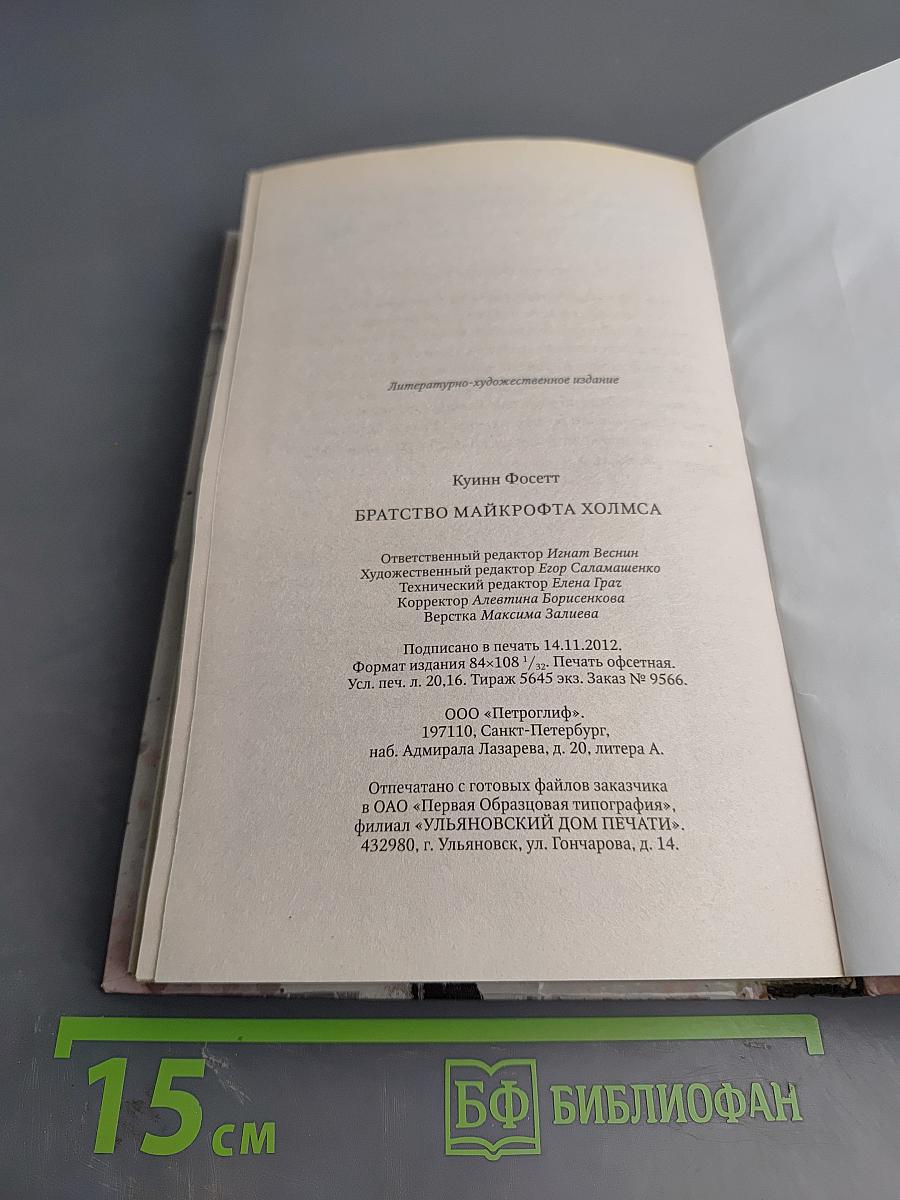 Литературно-художественное издание
Куинн Фосетт
БРАТСТВО МАЙКРОФТА ХОЛМСА
Ответственный редактор Игнат Веснин
Художественный редактор Егор Саламашенко
Технический редактор Елена Грач
Корректор Алевтина Борисенкова
Верстка Максима Залиева
Подписано в печать 14.11.2012.
Формат издания 84×108 1/32. Печать офсетная.
Усл. печ. л. 20,16. Тираж 5645 экз. Заказ № 9566.
ООО «Петроглиф».
197110, Санкт-Петербург,
наб. Адмирала Лазарева, д. 20, литера А.
Отпечатано с готовых файлов заказчика
в ОАО «Первая Образцовая типография»,
филиал «УЛЬЯНОВСКИЙ ДОМ ПЕЧАТИ».
432980, г. Ульяновск, ул. Гончарова, д. 14.
15 см
БФ БИБЛИОФАН